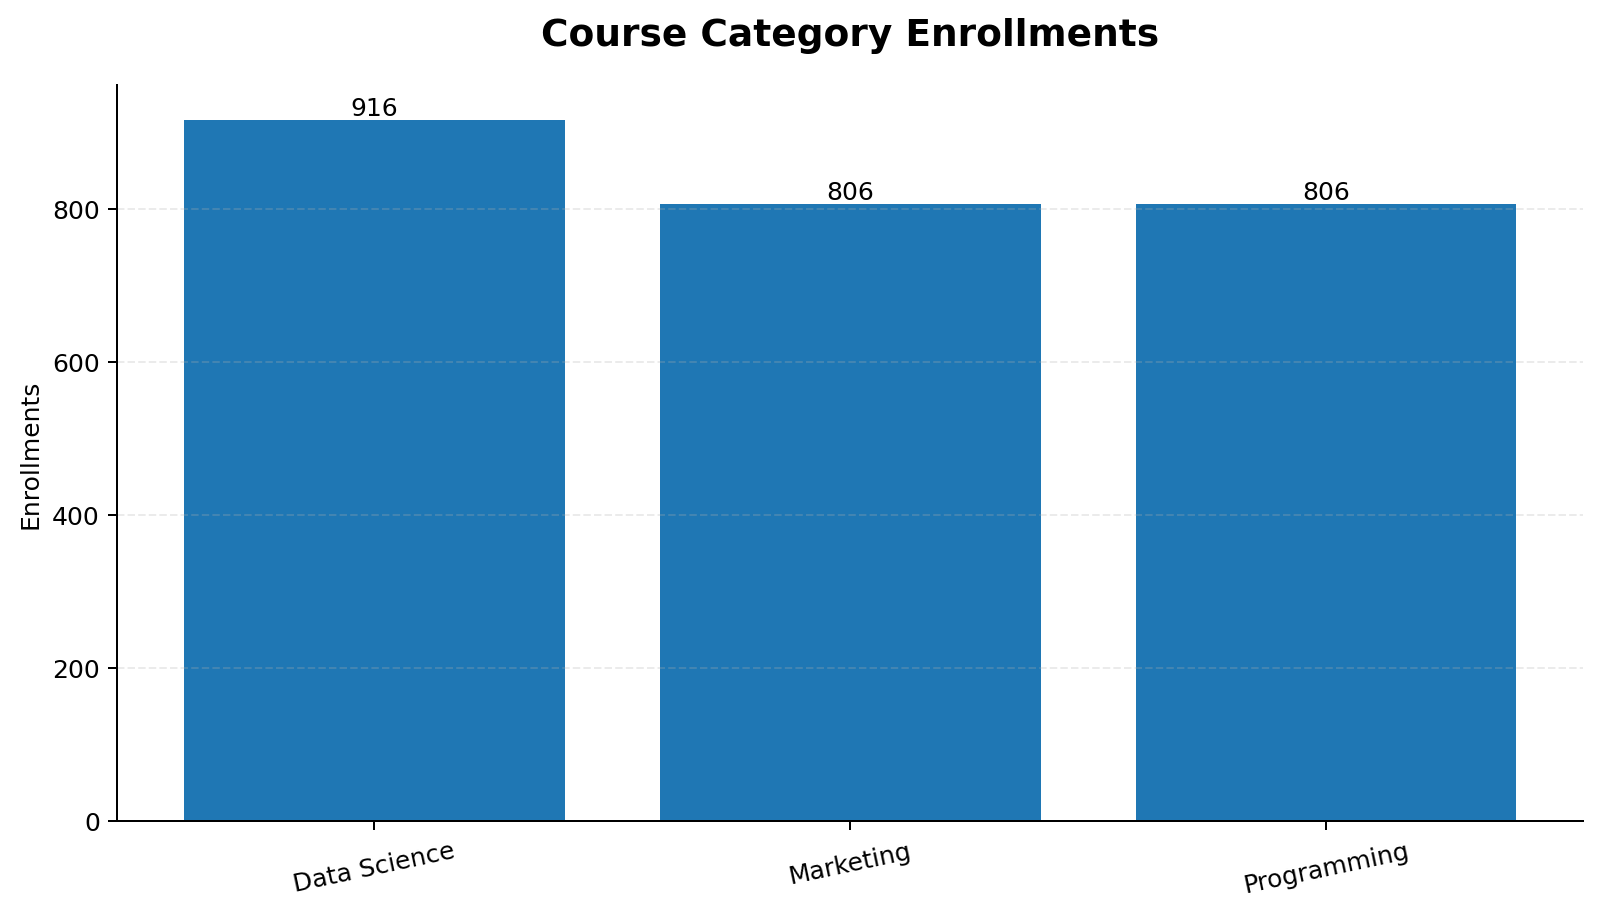 Course Category Enrollments
916
806
806
800
600
400
200
0
Enrollments
Data Science
Marketing
Programming